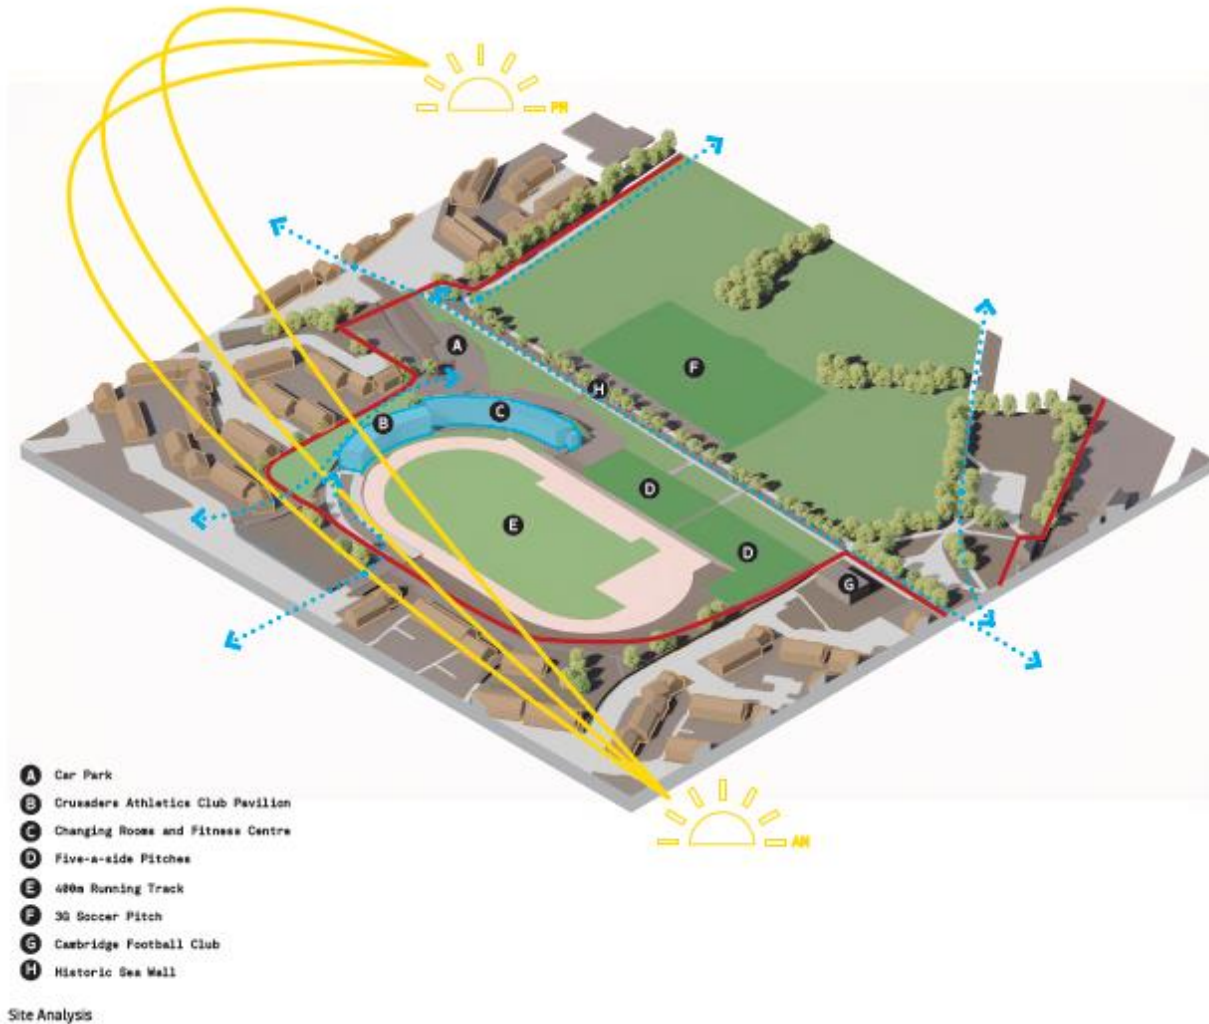 PM
A
H
F
B
C
D
E
D
G
AM
A Car Park
B Crusaders Athletics Club Pavilion
C Changing Rooms and Fitness Centre
D Five-a-side Pitches
E 400m Running Track
F 3G Soccer Pitch
G Cambridge Football Club
H Historic Sea Wall
Site Analysis